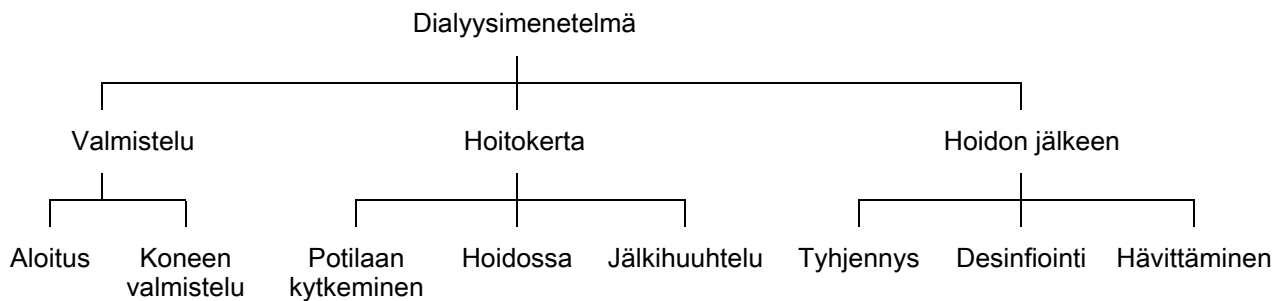 Dialyysimenetelmä
Valmistelu
Hoitokerta
Hoidon jälkeen
Aloitus
Koneen
valmistelu
Potilaan
kytkeminen
Hoidossa
Jälkihuuhtelu
Tyhjennys
Desinfiointi
Hävittäminen